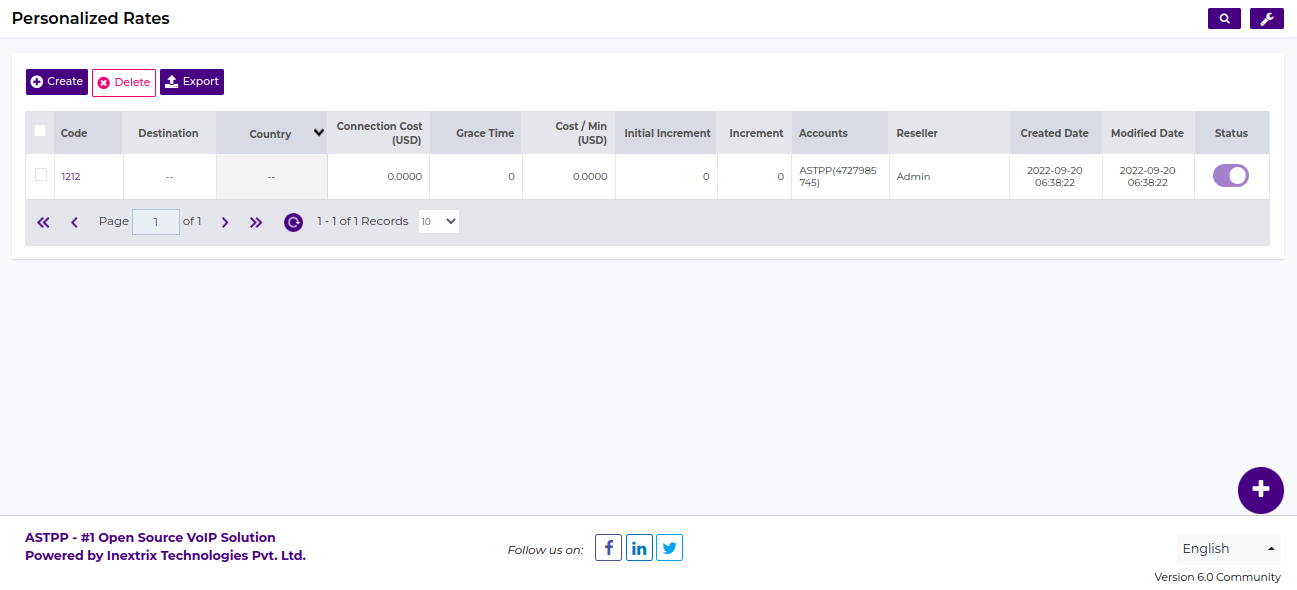 Personalized Rates
Create Delete Export
Code Destination Country Connection Cost (USD) Grace Time Cost / Min (USD) Initial Increment Increment Accounts Reseller Created Date Modified Date Status
1212 -- -- 0.0000 0 0.0000 0 0 ASTPP(4727985745) Admin 2022-09-20 06:38:22 2022-09-20 06:38:22
Page 1 of 1 1 - 1 of 1 Records 10
ASTPP - #1 Open Source VoIP Solution
Powered by Inextrix Technologies Pvt. Ltd.
Follow us on: f in
English
Version 6.0 Community